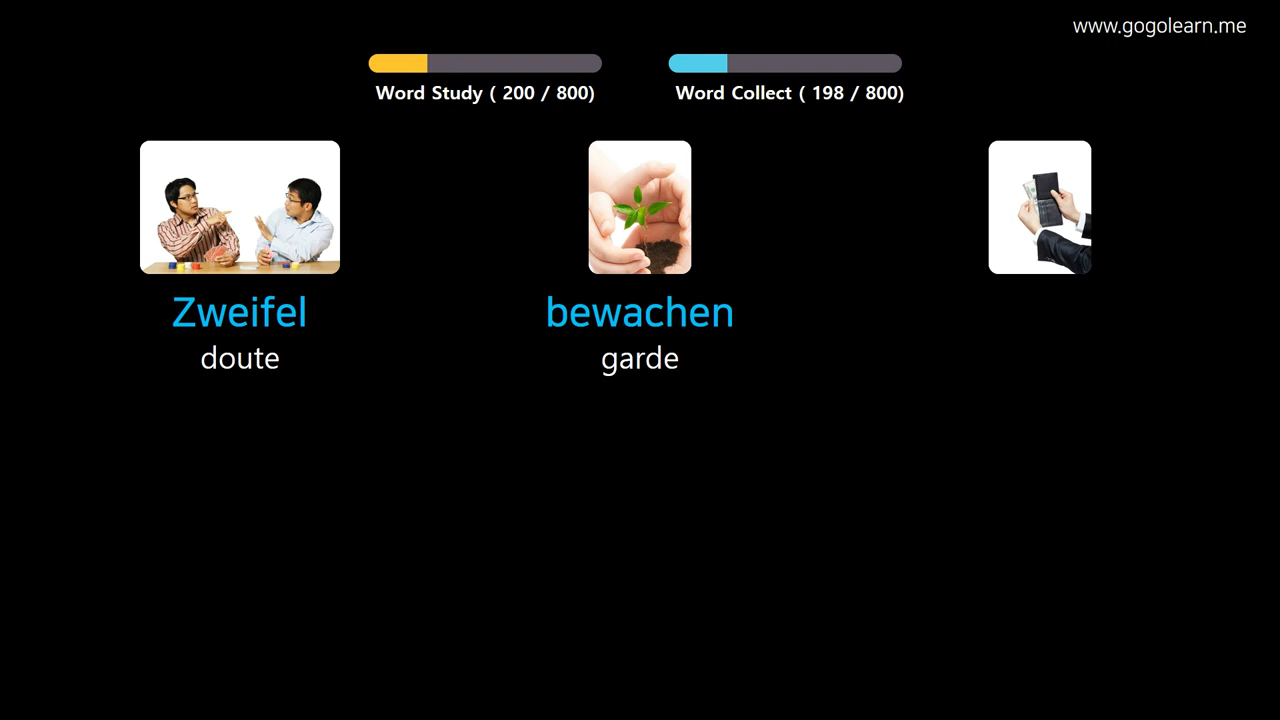 www.gogolearn.me
Word Study ( 200 / 800)
Word Collect ( 198 / 800)
Zweifel
doute
bewachen
garde